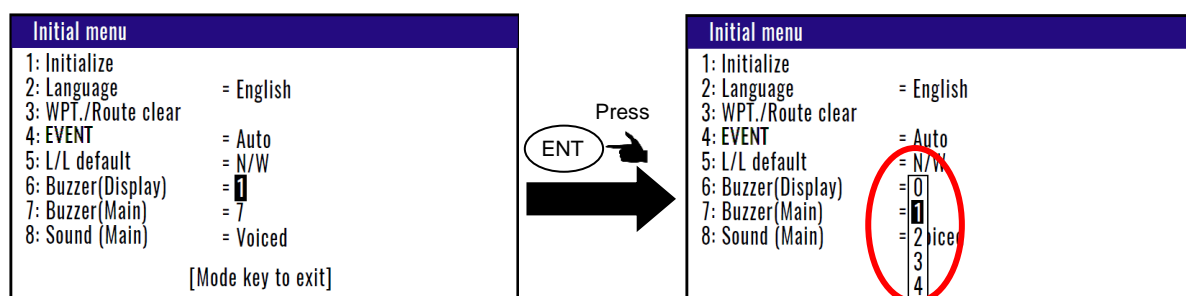 Initial menu
1: Initialize
2: Language = English
3: WPT./Route clear
4: EVENT = Auto
5: L/L default = N/W
6: Buzzer(Display) = 1
7: Buzzer(Main) = 7
8: Sound (Main) = Voiced
[Mode key to exit]
Press
ENT
Initial menu
1: Initialize
2: Language = English
3: WPT./Route clear
4: EVENT = Auto
5: L/L default = N/W
6: Buzzer(Display) = 0
7: Buzzer(Main) = 1
8: Sound (Main) = 2 oiced
3
4